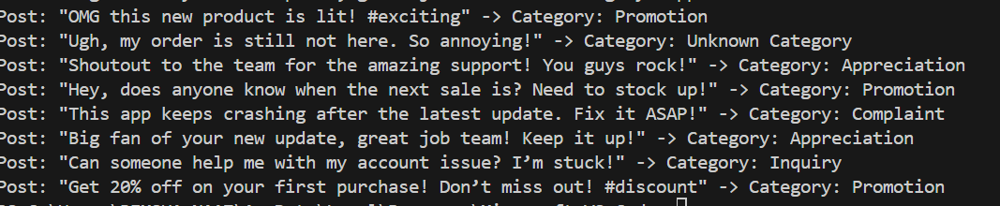 Post: "OMG this new product is lit! #exciting" -> Category: Promotion
Post: "Ugh, my order is still not here. So annoying!" -> Category: Unknown Category
Post: "Shoutout to the team for the amazing support! You guys rock!" -> Category: Appreciation
Post: "Hey, does anyone know when the next sale is? Need to stock up!" -> Category: Promotion
Post: "This app keeps crashing after the latest update. Fix it ASAP!" -> Category: Complaint
Post: "Big fan of your new update, great job team! Keep it up!" -> Category: Appreciation
Post: "Can someone help me with my account issue? I’m stuck!" -> Category: Inquiry
Post: "Get 20% off on your first purchase! Don’t miss out! #discount" -> Category: Promotion